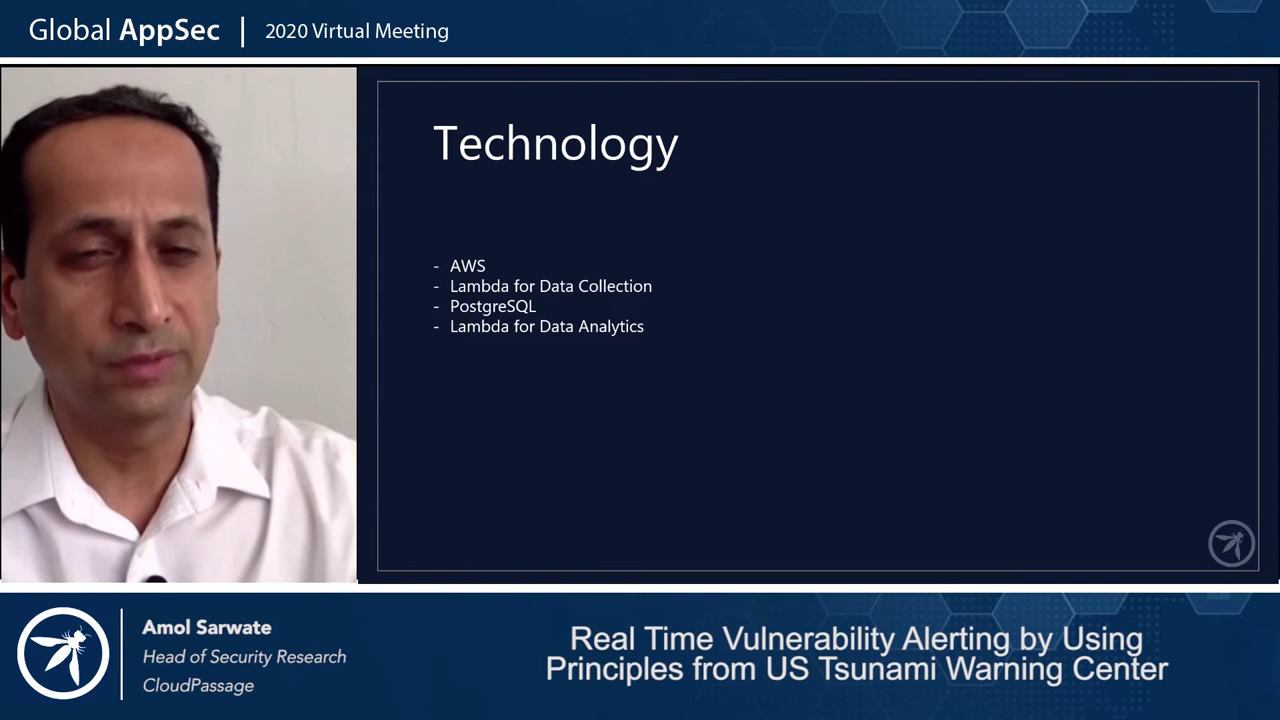 Global AppSec | 2020 Virtual Meeting
Technology
- AWS
- Lambda for Data Collection
- PostgreSQL
- Lambda for Data Analytics
Amol Sarwate
Head of Security Research
CloudPassage
Real Time Vulnerability Alerting by Using
Principles from US Tsunami Warning Center